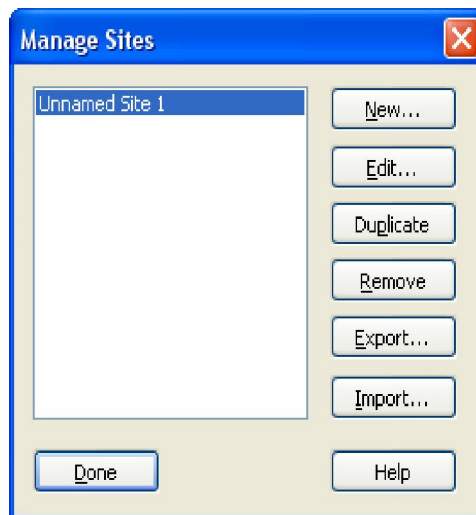 Manage Sites
Unnamed Site 1
New...
Edit...
Duplicate
Remove
Export...
Import...
Done
Help